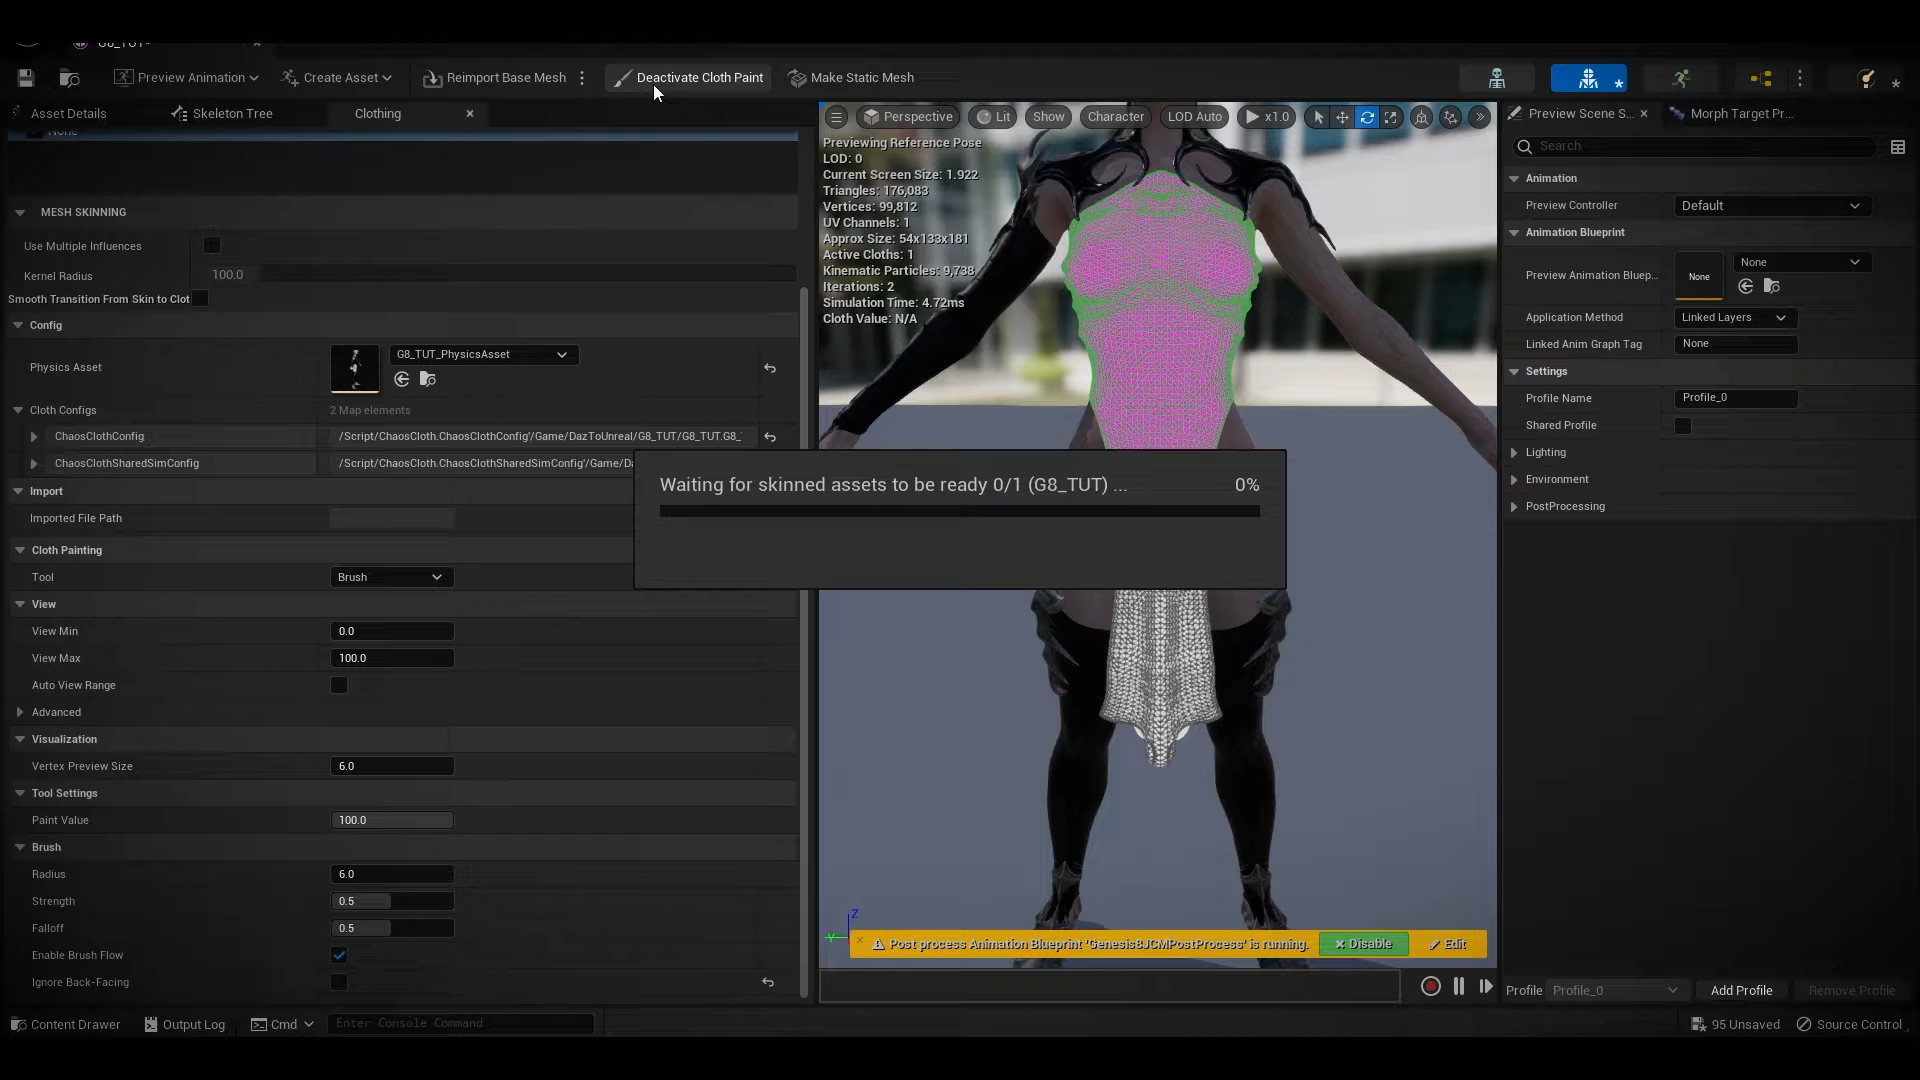 G8_TUT*
Preview Animation
Create Asset
Reimport Base Mesh
Deactivate Cloth Paint
Make Static Mesh
Asset Details
Skeleton Tree
Clothing
None
MESH SKINNING
Use Multiple Influences
Kernel Radius
100.0
Smooth Transition From Skin to Clot
Config
Physics Asset
G8_TUT_PhysicsAsset
Cloth Configs
2 Map elements
ChaosClothConfig
/Script/ChaosCloth.ChaosClothConfig'/Game/DazToUnreal/G8_TUT/G8_TUT.G8_
ChaosClothSharedSimConfig
/Script/ChaosCloth.ChaosClothSharedSimConfig'/Game/Da
Import
Imported File Path
Cloth Painting
Tool
Brush
View
View Min
0.0
View Max
100.0
Auto View Range
Advanced
Visualization
Vertex Preview Size
6.0
Tool Settings
Paint Value
100.0
Brush
Radius
6.0
Strength
0.5
Falloff
0.5
Enable Brush Flow
Ignore Back-Facing
Perspective
Lit
Show
Character
LOD Auto
x1.0
Previewing Reference Pose
LOD: 0
Current Screen Size: 1.922
Triangles: 176,083
Vertices: 99,812
UV Channels: 1
Approx Size: 54x133x181
Active Cloths: 1
Kinematic Particles: 9,738
Iterations: 2
Simulation Time: 4.72ms
Cloth Value: N/A
Waiting for skinned assets to be ready 0/1 (G8_TUT) ...
0%
Z
Y
Post process Animation Blueprint 'Genesis8JCMPostProcess' is running.
Disable
Edit
Preview Scene S...
Morph Target Pr...
Search
Animation
Preview Controller
Default
Animation Blueprint
Preview Animation Bluep...
None
None
Application Method
Linked Layers
Linked Anim Graph Tag
None
Settings
Profile Name
Profile_0
Shared Profile
Lighting
Environment
PostProcessing
Profile
Profile_0
Add Profile
Remove Profile
Content Drawer
Output Log
Cmd
Enter Console Command
95 Unsaved
Source Control